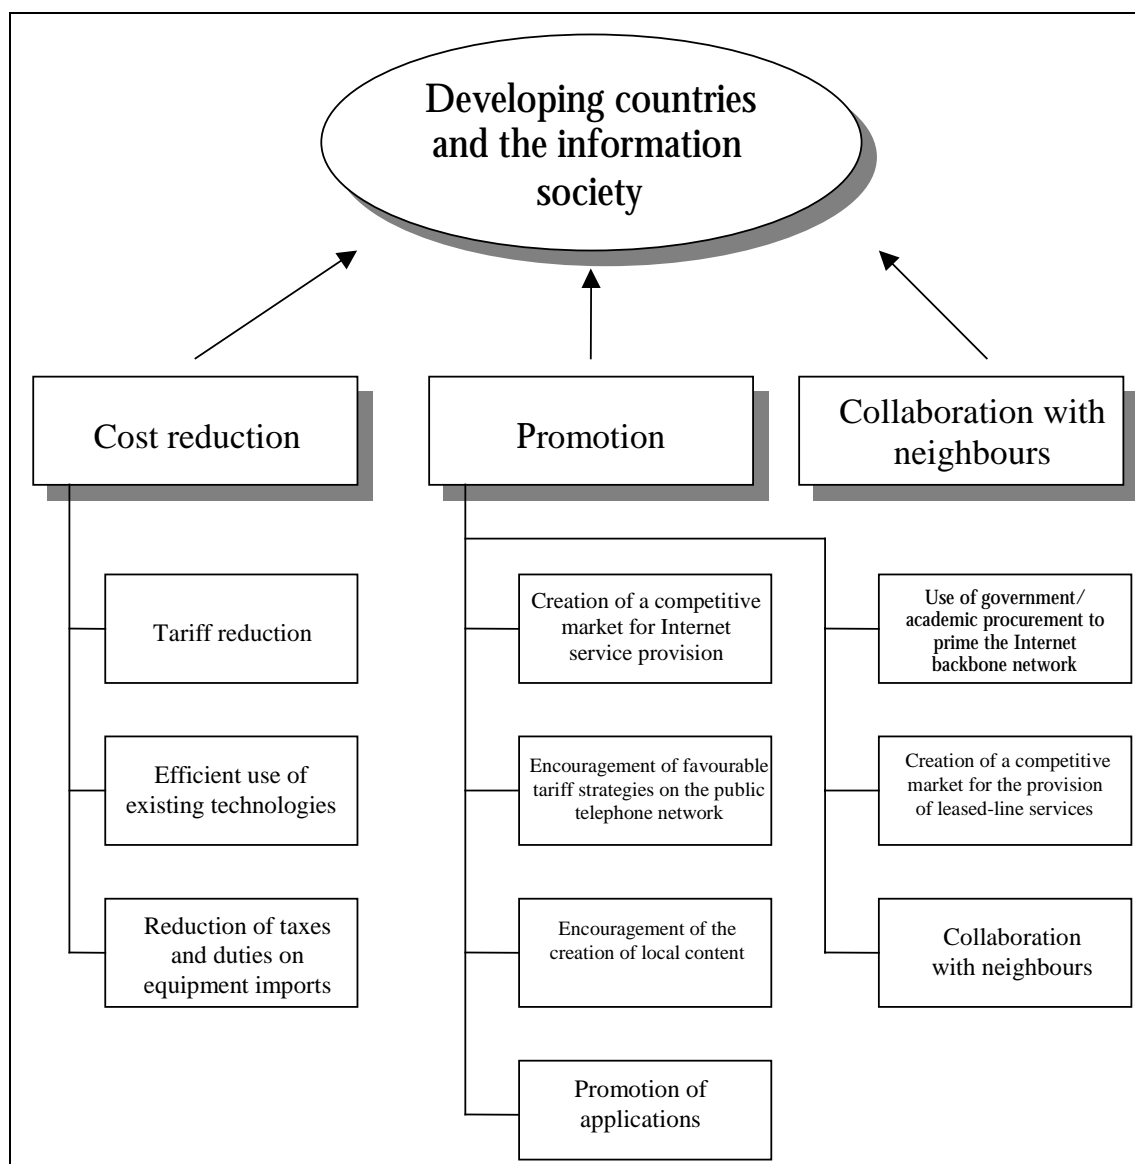 Developing countries
and the information
society
Cost reduction
Promotion
Collaboration with
neighbours
Tariff reduction
Efficient use of
existing technologies
Reduction of taxes
and duties on
equipment imports
Creation of a competitive
market for Internet
service provision
Encouragement of favourable
tariff strategies on the public
telephone network
Encouragement of the
creation of local content
Promotion of
applications
Use of government/
academic procurement to
prime the Internet
backbone network
Creation of a competitive
market for the provision
of leased-line services
Collaboration
with neighbours